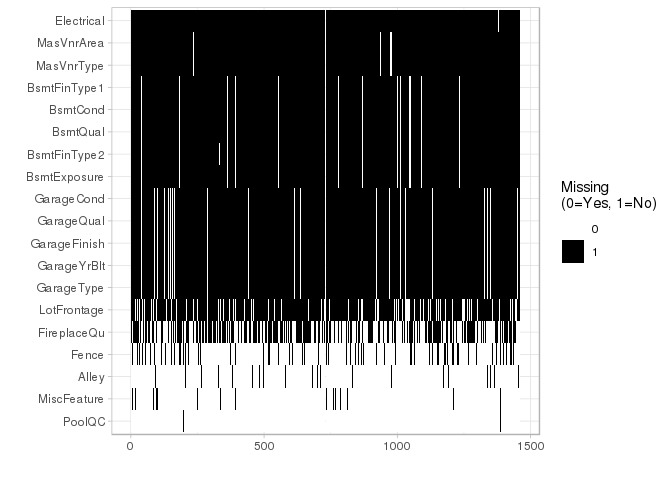 Electrical
MasVnrArea
MasVnrType
BsmtFinType1
BsmtCond
BsmtQual
BsmtFinType2
BsmtExposure
GarageCond
GarageQual
GarageFinish
GarageYrBlt
GarageType
LotFrontage
FireplaceQu
Fence
Alley
MiscFeature
PoolQC
0
500
1000
1500
Missing
(0=Yes, 1=No)
0
1